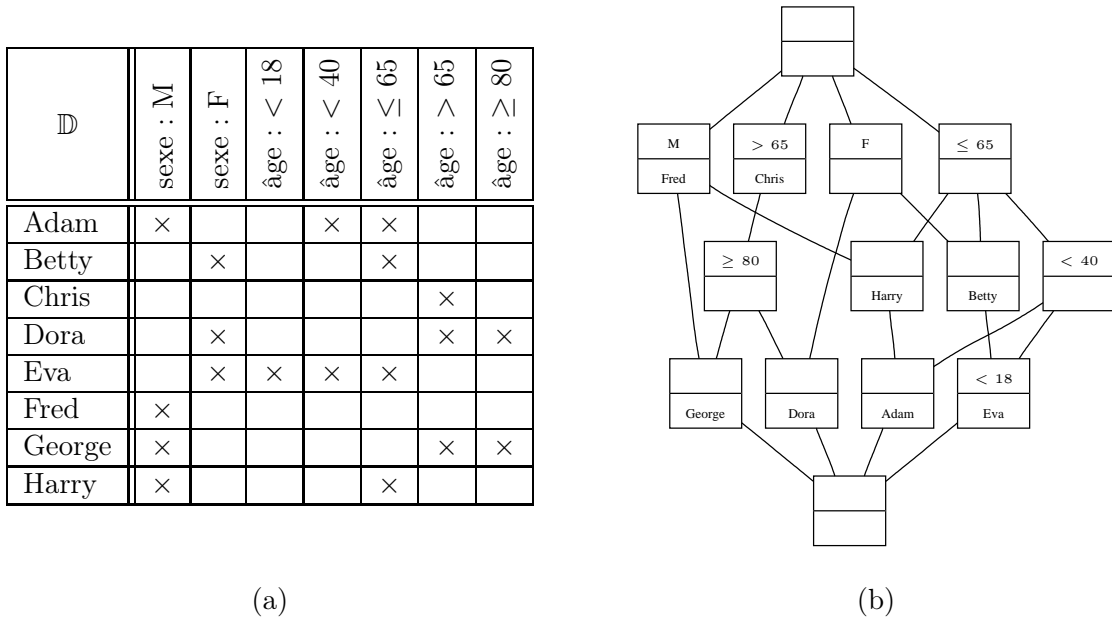 𝔻 sexe : M sexe : F âge : < 18 âge : < 40 âge : ≤ 65 âge : > 65 âge : ≥ 80
Adam × × ×
Betty × ×
Chris ×
Dora × × ×
Eva × × × ×
Fred ×
George × × ×
Harry × ×
(a)
M > 65 F ≤ 65
Fred Chris
≥ 80 < 40
Harry Betty
< 18
George Dora Adam Eva
(b)